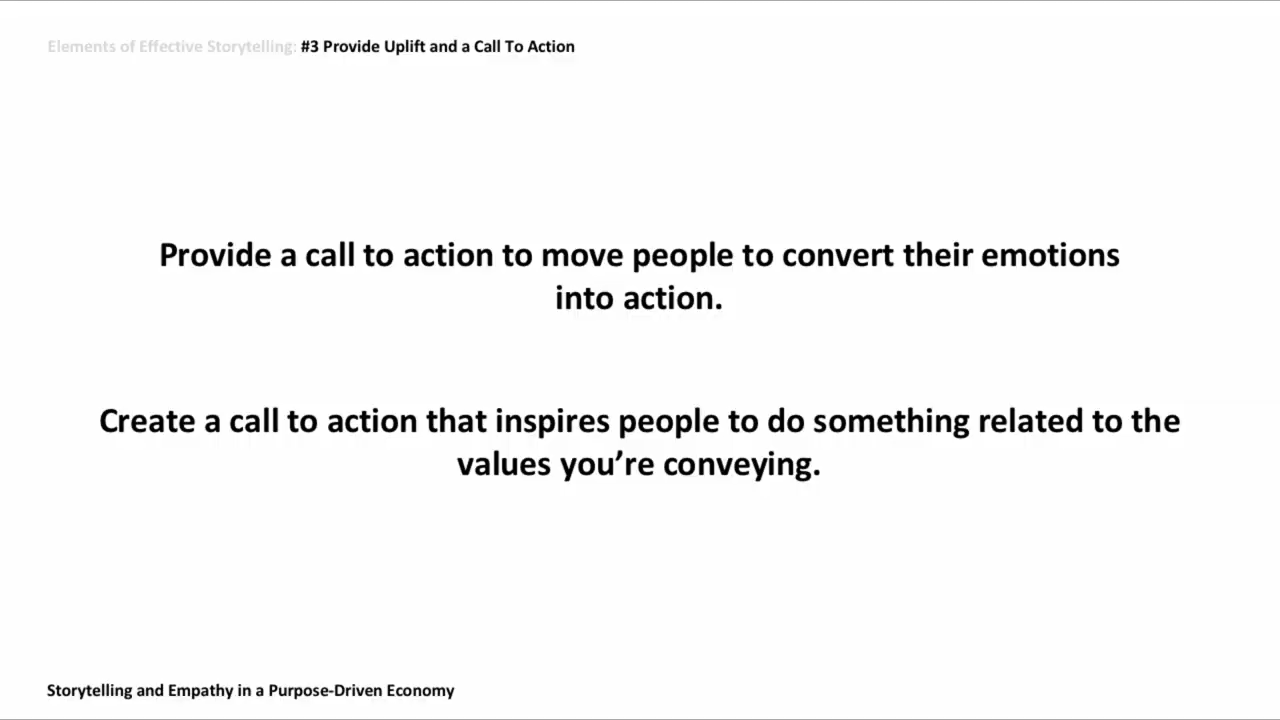 Elements of Effective Storytelling: #3 Provide Uplift and a Call To Action
Provide a call to action to move people to convert their emotions
into action.
Create a call to action that inspires people to do something related to the
values you’re conveying.
Storytelling and Empathy in a Purpose-Driven Economy